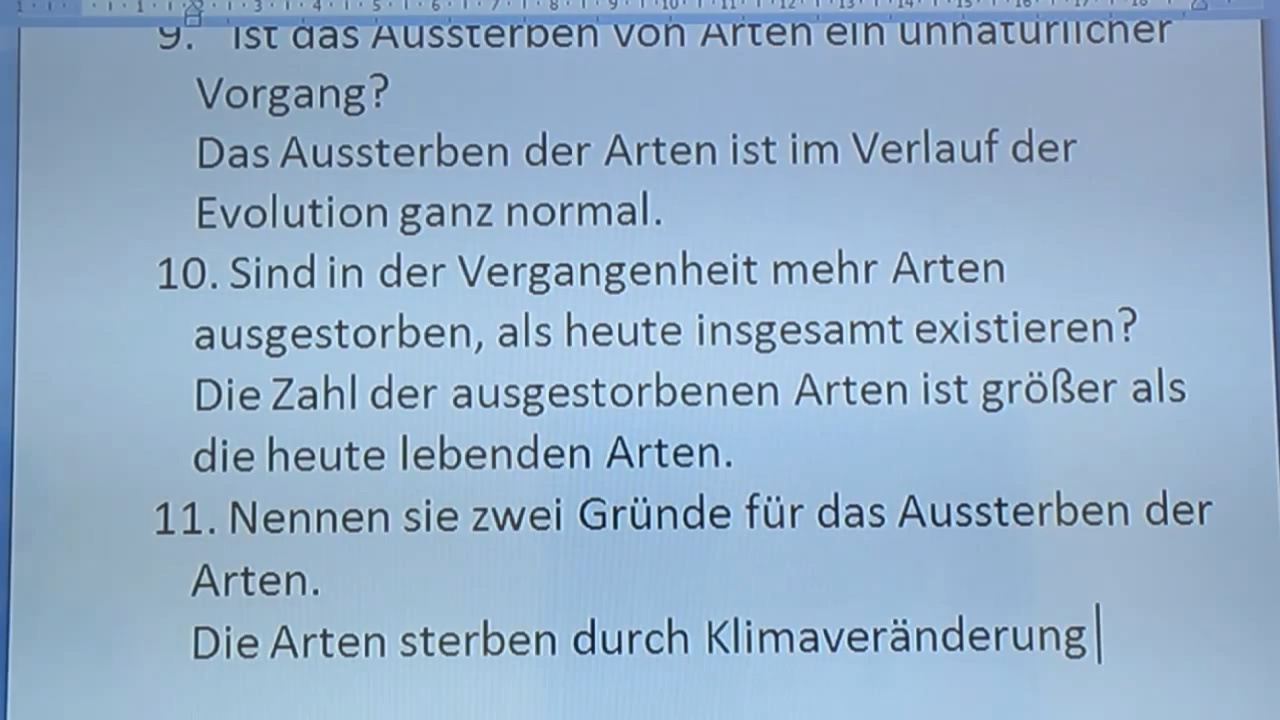 9. Ist das Aussterben von Arten ein unnatürlicher
Vorgang?
Das Aussterben der Arten ist im Verlauf der
Evolution ganz normal.
10. Sind in der Vergangenheit mehr Arten
ausgestorben, als heute insgesamt existieren?
Die Zahl der ausgestorbenen Arten ist größer als
die heute lebenden Arten.
11. Nennen sie zwei Gründe für das Aussterben der
Arten.
Die Arten sterben durch Klimaveränderung